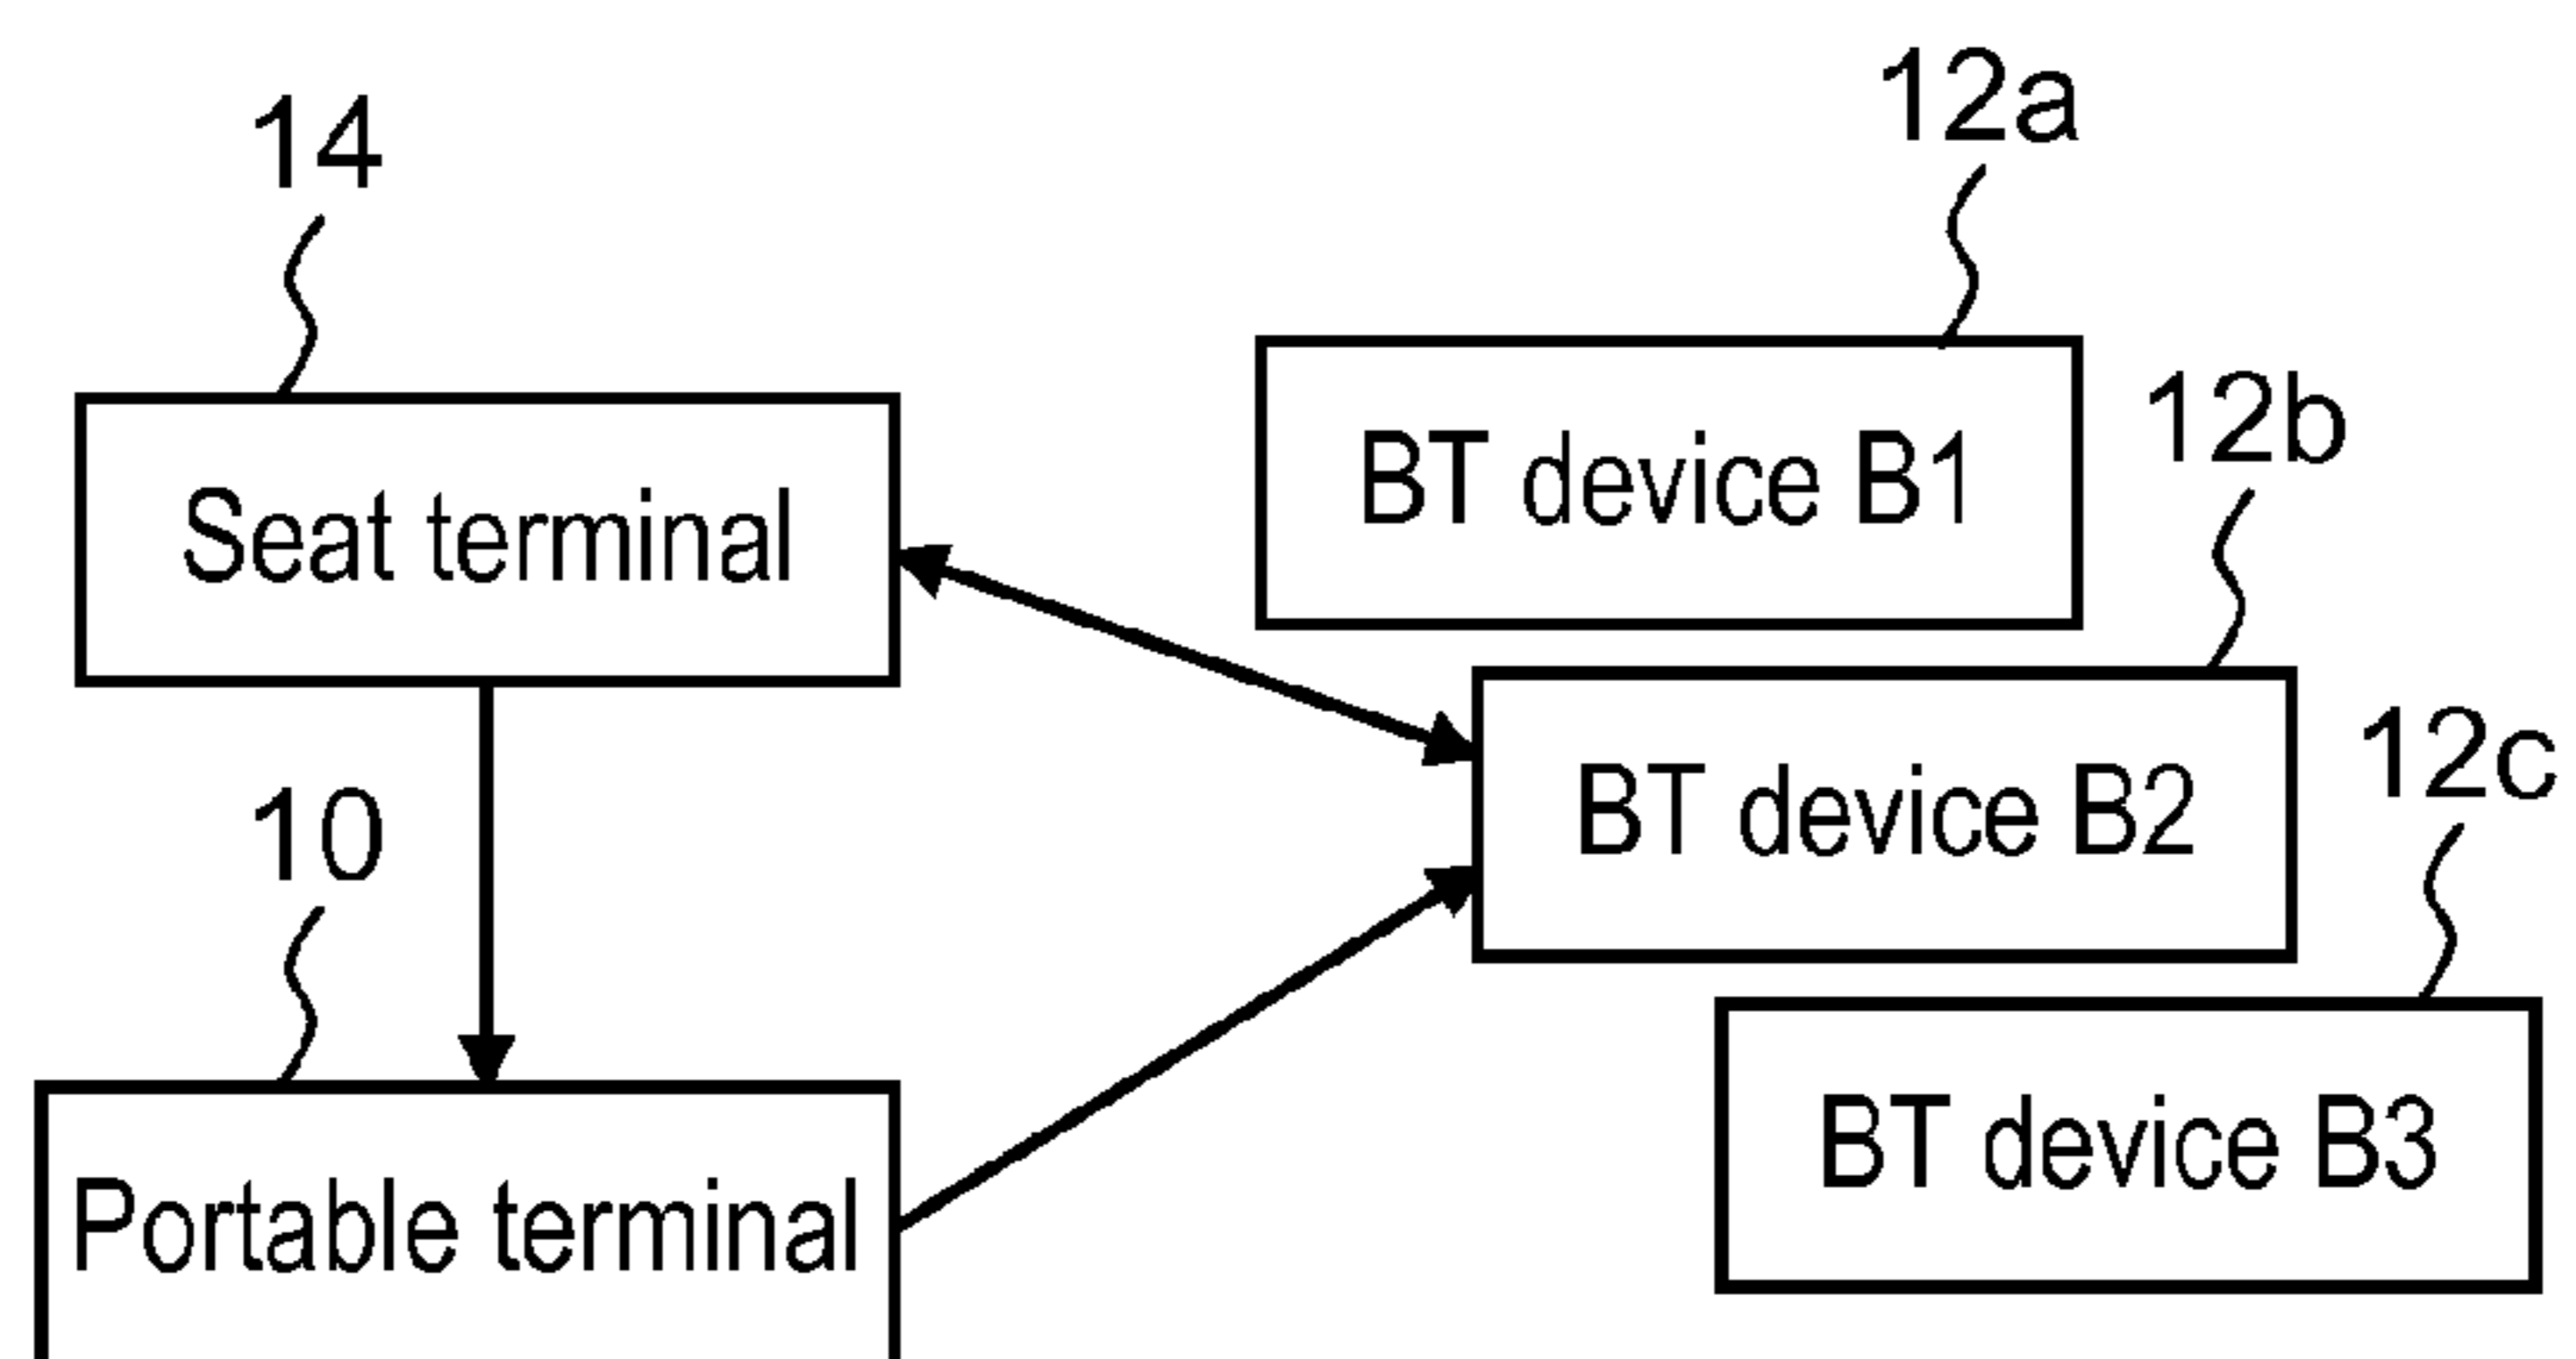 12a
14
12b
BT device B1
Seat terminal
12c
BT device B2
10
BT device B3
Portable terminal